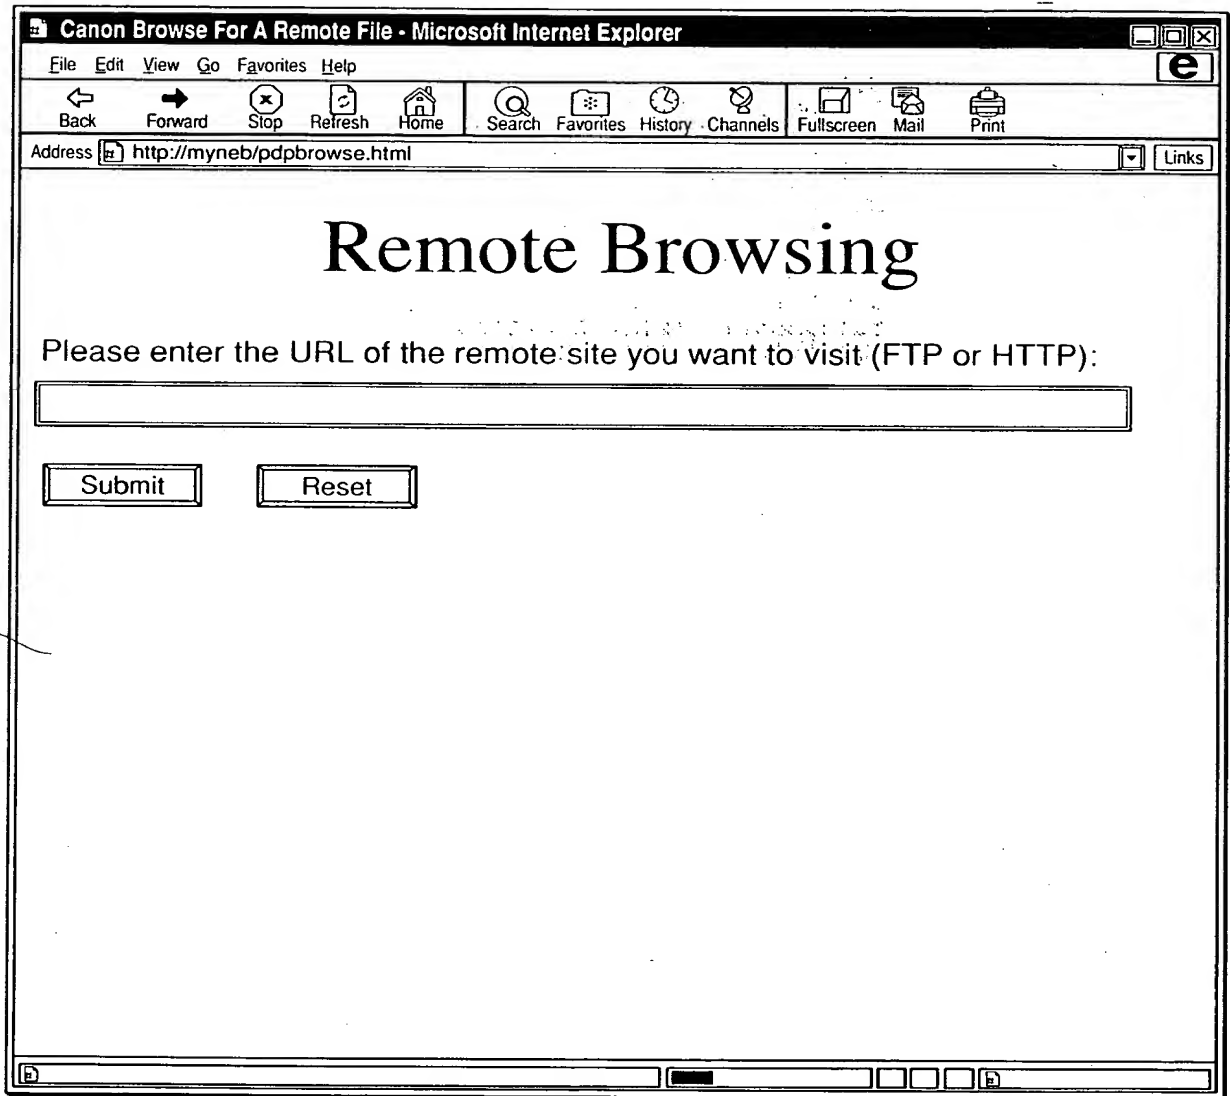 Canon Browse For A Remote File - Microsoft Internet Explorer
File Edit View Go Favorites Help
Back Forward Stop Refresh Home Search Favorites History Channels Fullscreen Mail Print
Address http://myneb/pdpbrowse.html Links
Remote Browsing
Please enter the URL of the remote site you want to visit (FTP or HTTP):
Submit Reset